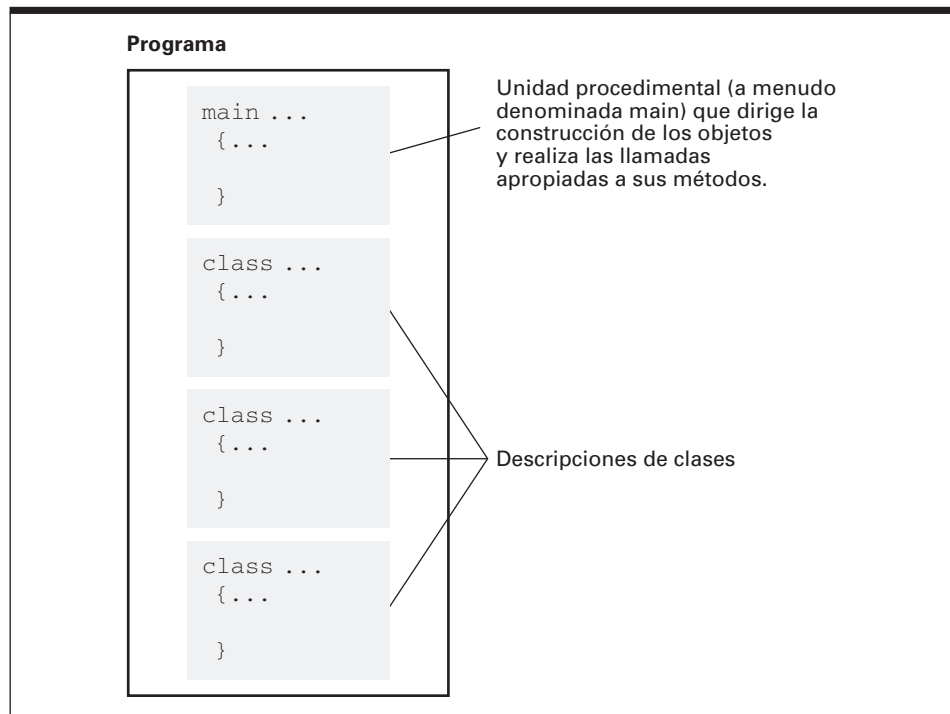 Programa
main ...
{...
}
Unidad procedimental (a menudo
denominada main) que dirige la
construcción de los objetos
y realiza las llamadas
apropiadas a sus métodos.
class ...
{...
}
class ...
{...
}
Descripciones de clases
class ...
{...
}